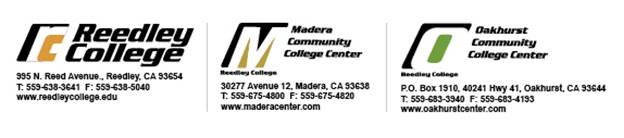 Reedley
College
995 N. Reed Avenue., Reedley, CA 93654
T: 559-638-3641 F: 559-638-5040
www.reedleycollege.edu
Madera
Community
College Center
Reedley College
30277 Avenue 12, Madera, CA 93638
T: 559-675-4800 F: 559-675-4820
www.maderacenter.com
Oakhurst
Community
College Center
Reedley College
P.O. Box 1910, 40241 Hwy 41, Oakhurst, CA 93644
T: 559-683-3940 F: 559-683-4193
www.oakhurstcenter.com